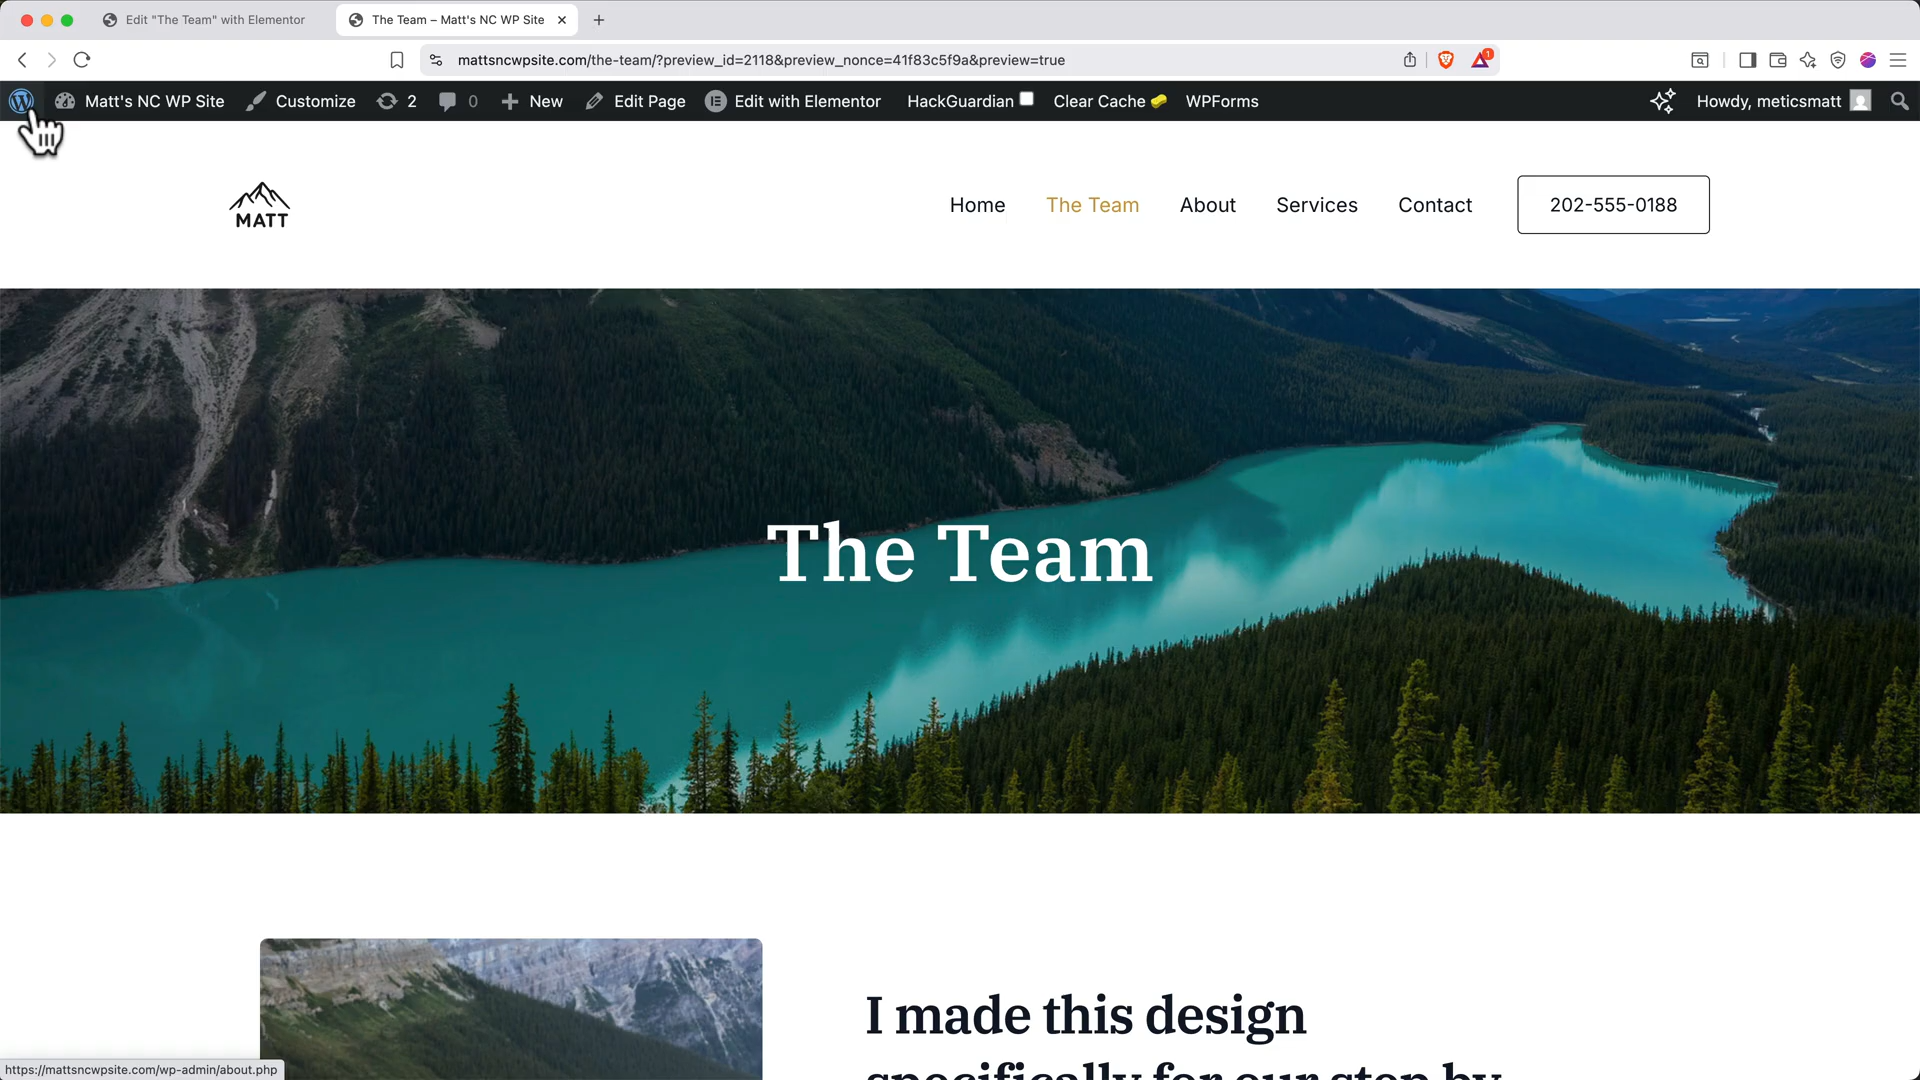 Edit "The Team" with Elementor
The Team – Matt's NC WP Site
mattsncwpsite.com/the-team/?preview_id=2118&preview_nonce=41f83c5f9a&preview=true
1
Matt's NC WP Site
Customize
2
0
New
Edit Page
Edit with Elementor
HackGuardian
Clear Cache
WPForms
Howdy, meticsmatt
MATT
Home
The Team
About
Services
Contact
202-555-0188
The Team
I made this design
specifically for our step by
https://mattsncwpsite.com/wp-admin/about.php